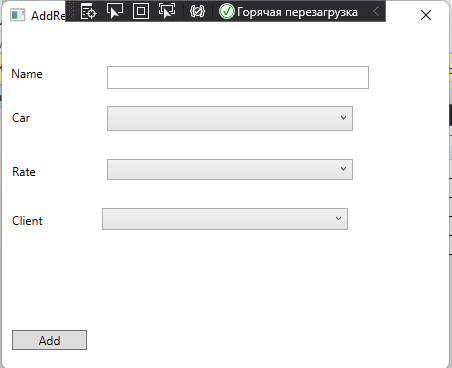 AddRe
Горячая перезагрузка
Name
Car
Rate
Client
Add